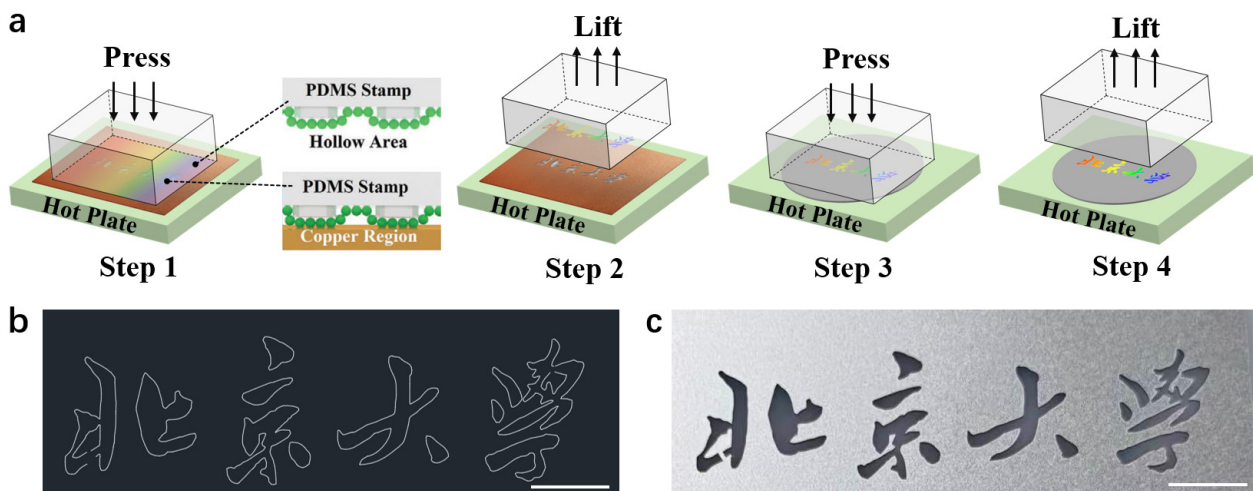 a
Press
PDMS Stamp
Hollow Area
PDMS Stamp
Copper Region
Hot Plate
Step 1
Lift
Hot Plate
Step 2
Press
Hot Plate
Step 3
Lift
Hot Plate
Step 4
b
北京大學
c
北京大學